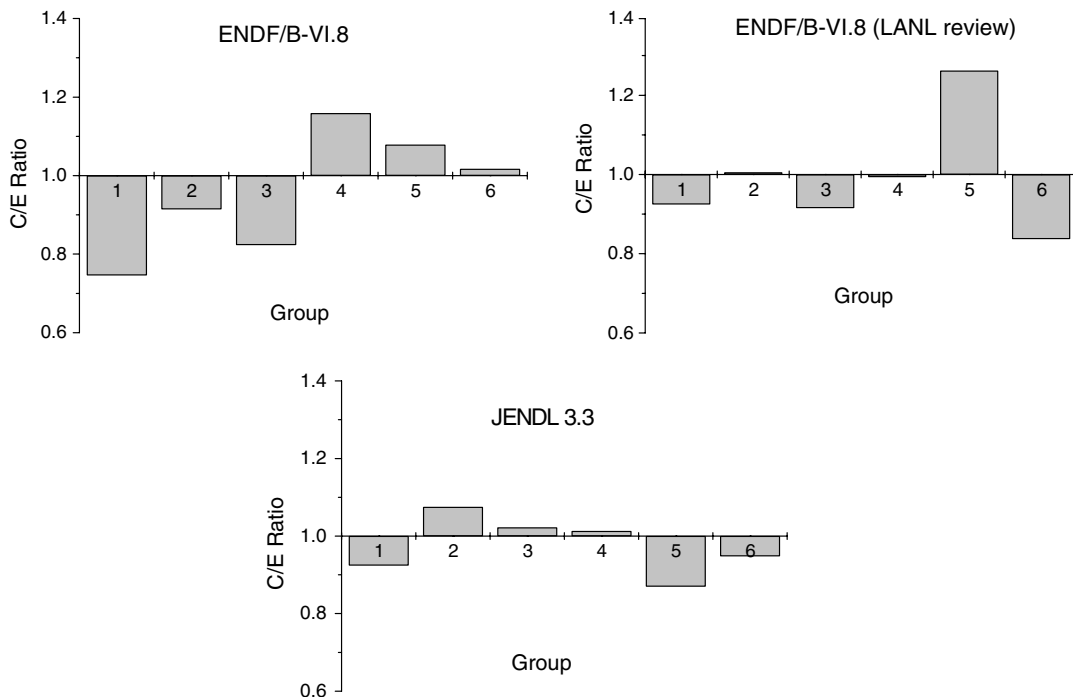 ENDF/B-VI.8
1.4
1.2
1.0
0.8
0.6
C/E Ratio
1 2 3 4 5 6
Group
ENDF/B-VI.8 (LANL review)
1.4
1.2
1.0
0.8
0.6
C/E Ratio
1 2 3 4 5 6
Group
JENDL 3.3
1.4
1.2
1.0
0.8
0.6
C/E Ratio
1 2 3 4 5 6
Group